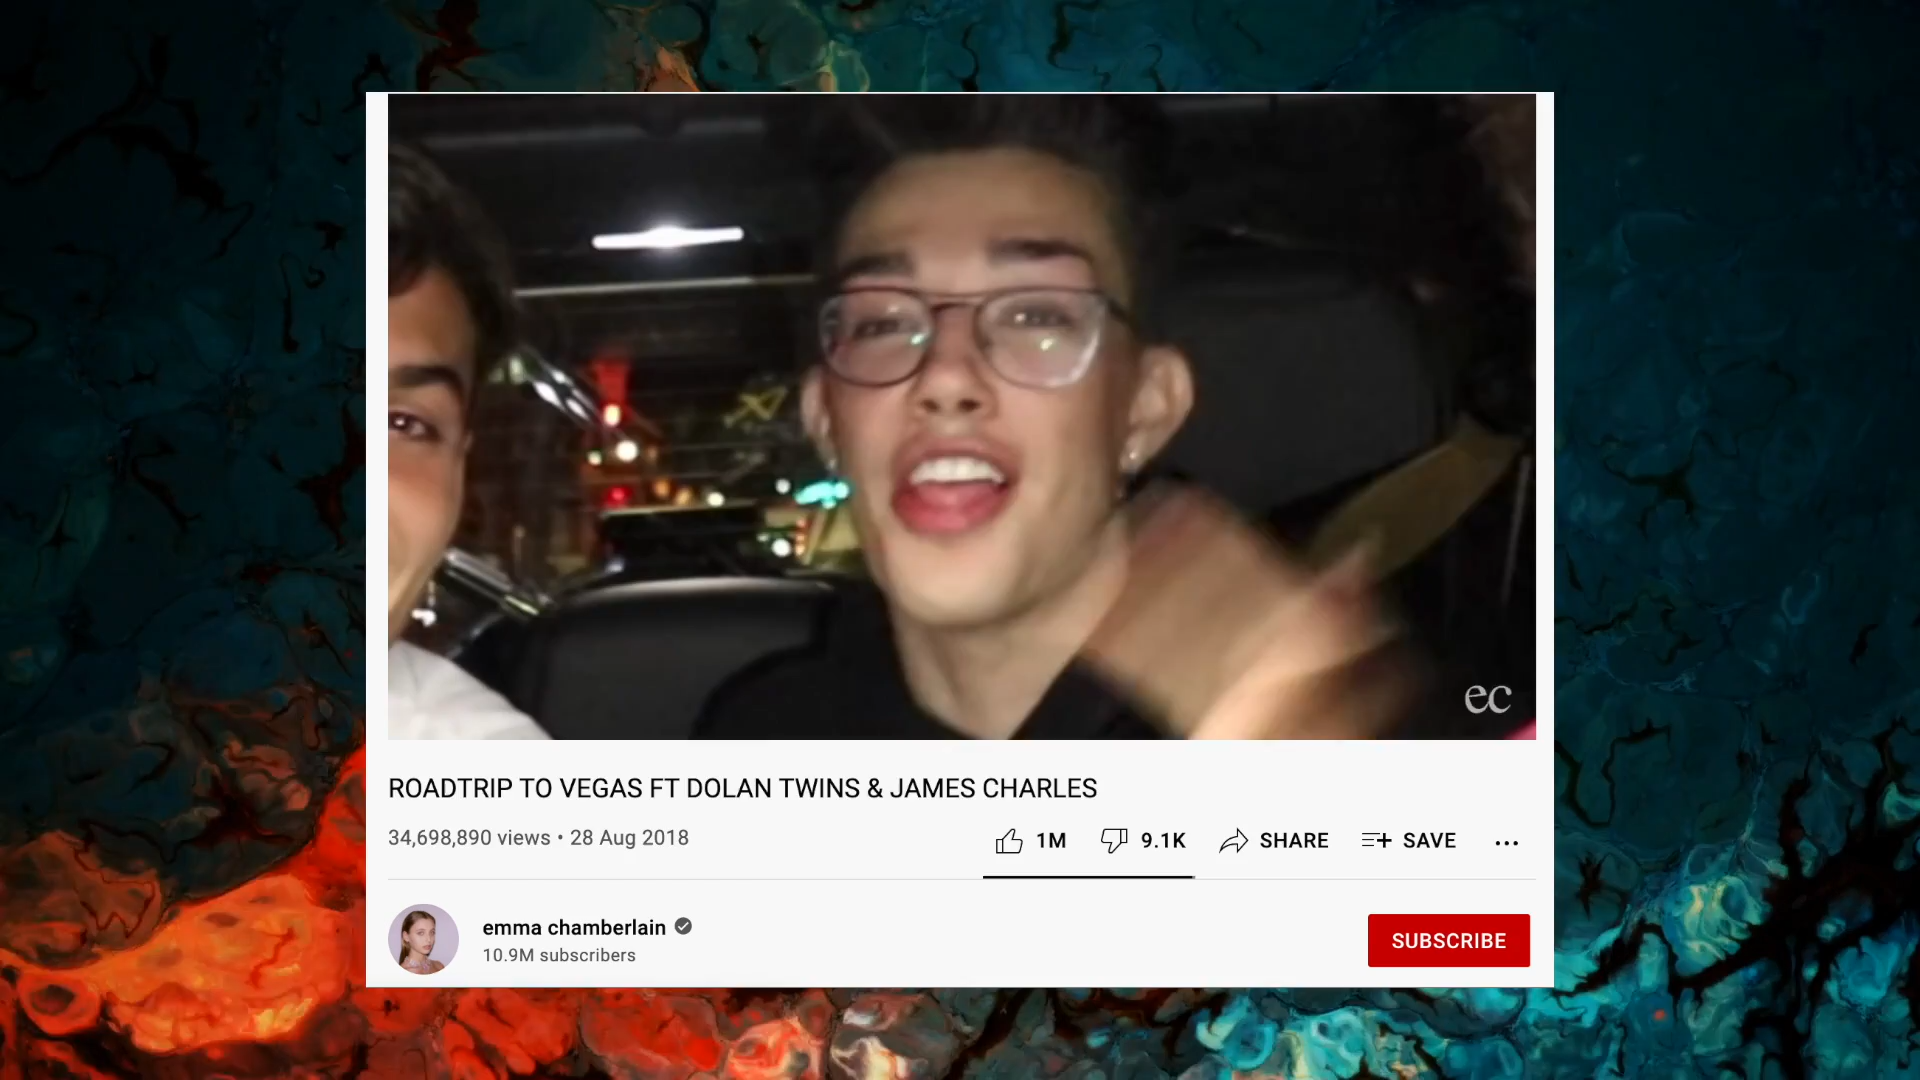 ec
ROADTRIP TO VEGAS FT DOLAN TWINS & JAMES CHARLES
34,698,890 views • 28 Aug 2018
1M 9.1K SHARE SAVE ...
emma chamberlain
10.9M subscribers
SUBSCRIBE